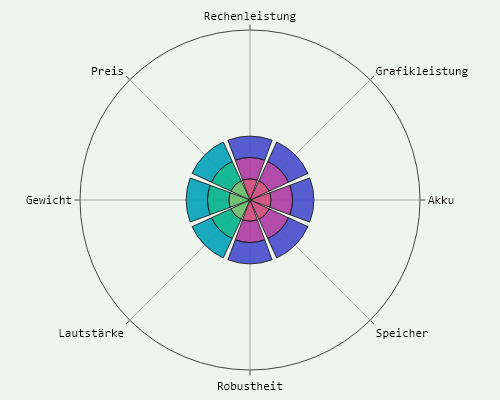 Rechenleistung
Preis
Grafikleistung
Gewicht
Akku
Lautstärke
Speicher
Robustheit